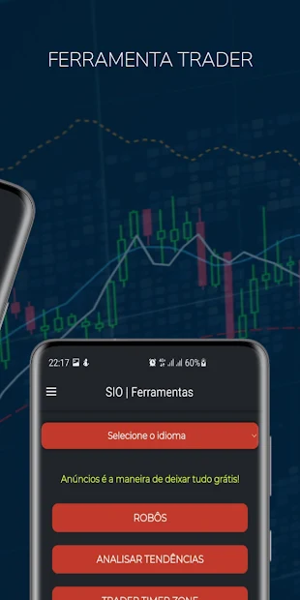 FERRAMENTA TRADER
22:17 60%
SIO | Ferramentas
Selecione o idioma
Anúncios é a maneira de deixar tudo grátis!
ROBÔS
ANALISAR TENDÊNCIAS
TRADER TIMER ZONE